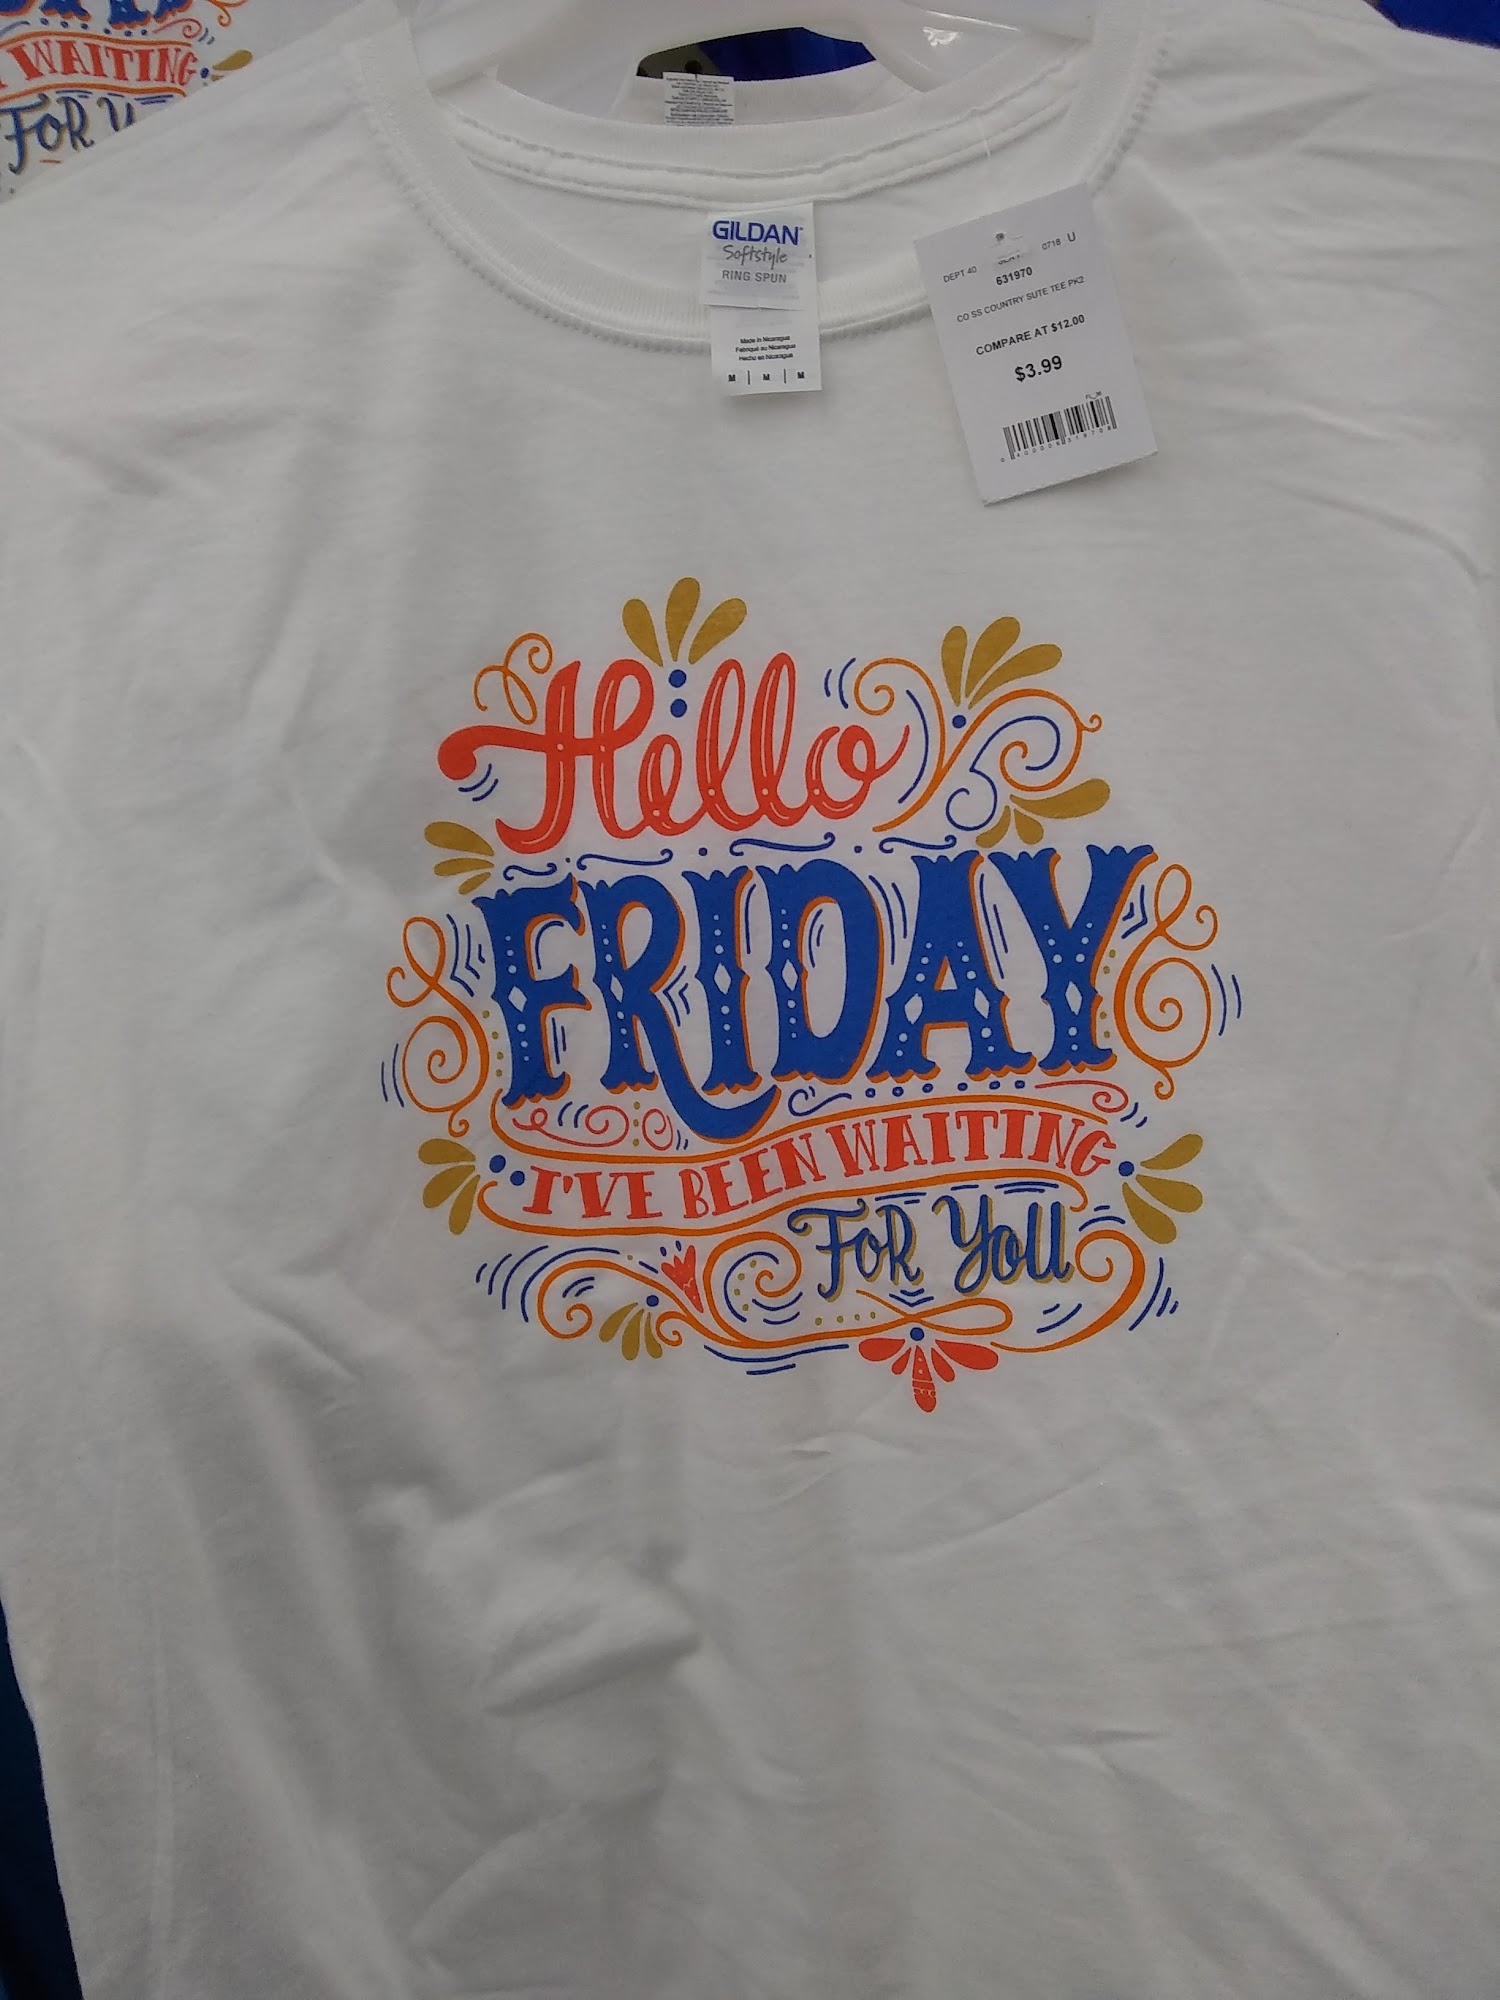 WAITING
FOR
GILDAN
Softstyle
RING SPUN
Made in Nicaragua
Fabriqué au Nicaragua
Hecho en Nicaragua
M | M | M
0718 U
DEPT 40
631970
CO SS COUNTRY SUTE TEE PK2
COMPARE AT $12.00
$3.99
Hello
FRIDAY
I'VE BEEN WAITING
FOR YOU